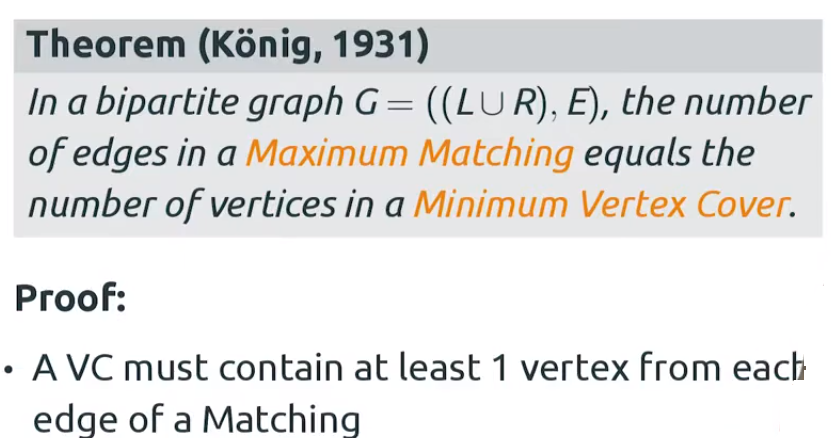 Theorem (König, 1931)
In a bipartite graph G = ((L ∪ R), E), the number
of edges in a Maximum Matching equals the
number of vertices in a Minimum Vertex Cover.
Proof:
• A VC must contain at least 1 vertex from each
edge of a Matching